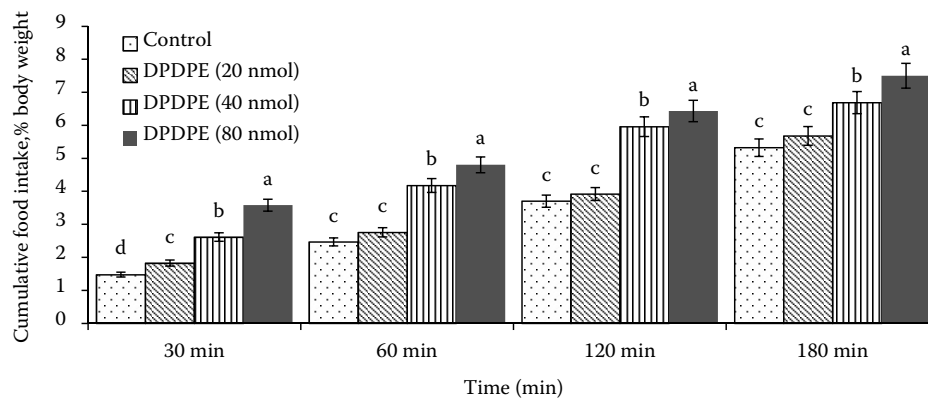 Cumulative food intake,% body weight
9
8
7
6
5
4
3
2
1
0
Control
DPDPE (20 nmol)
DPDPE (40 nmol)
DPDPE (80 nmol)
d c b a
c c b a
c c b a
c c b a
30 min 60 min 120 min 180 min
Time (min)